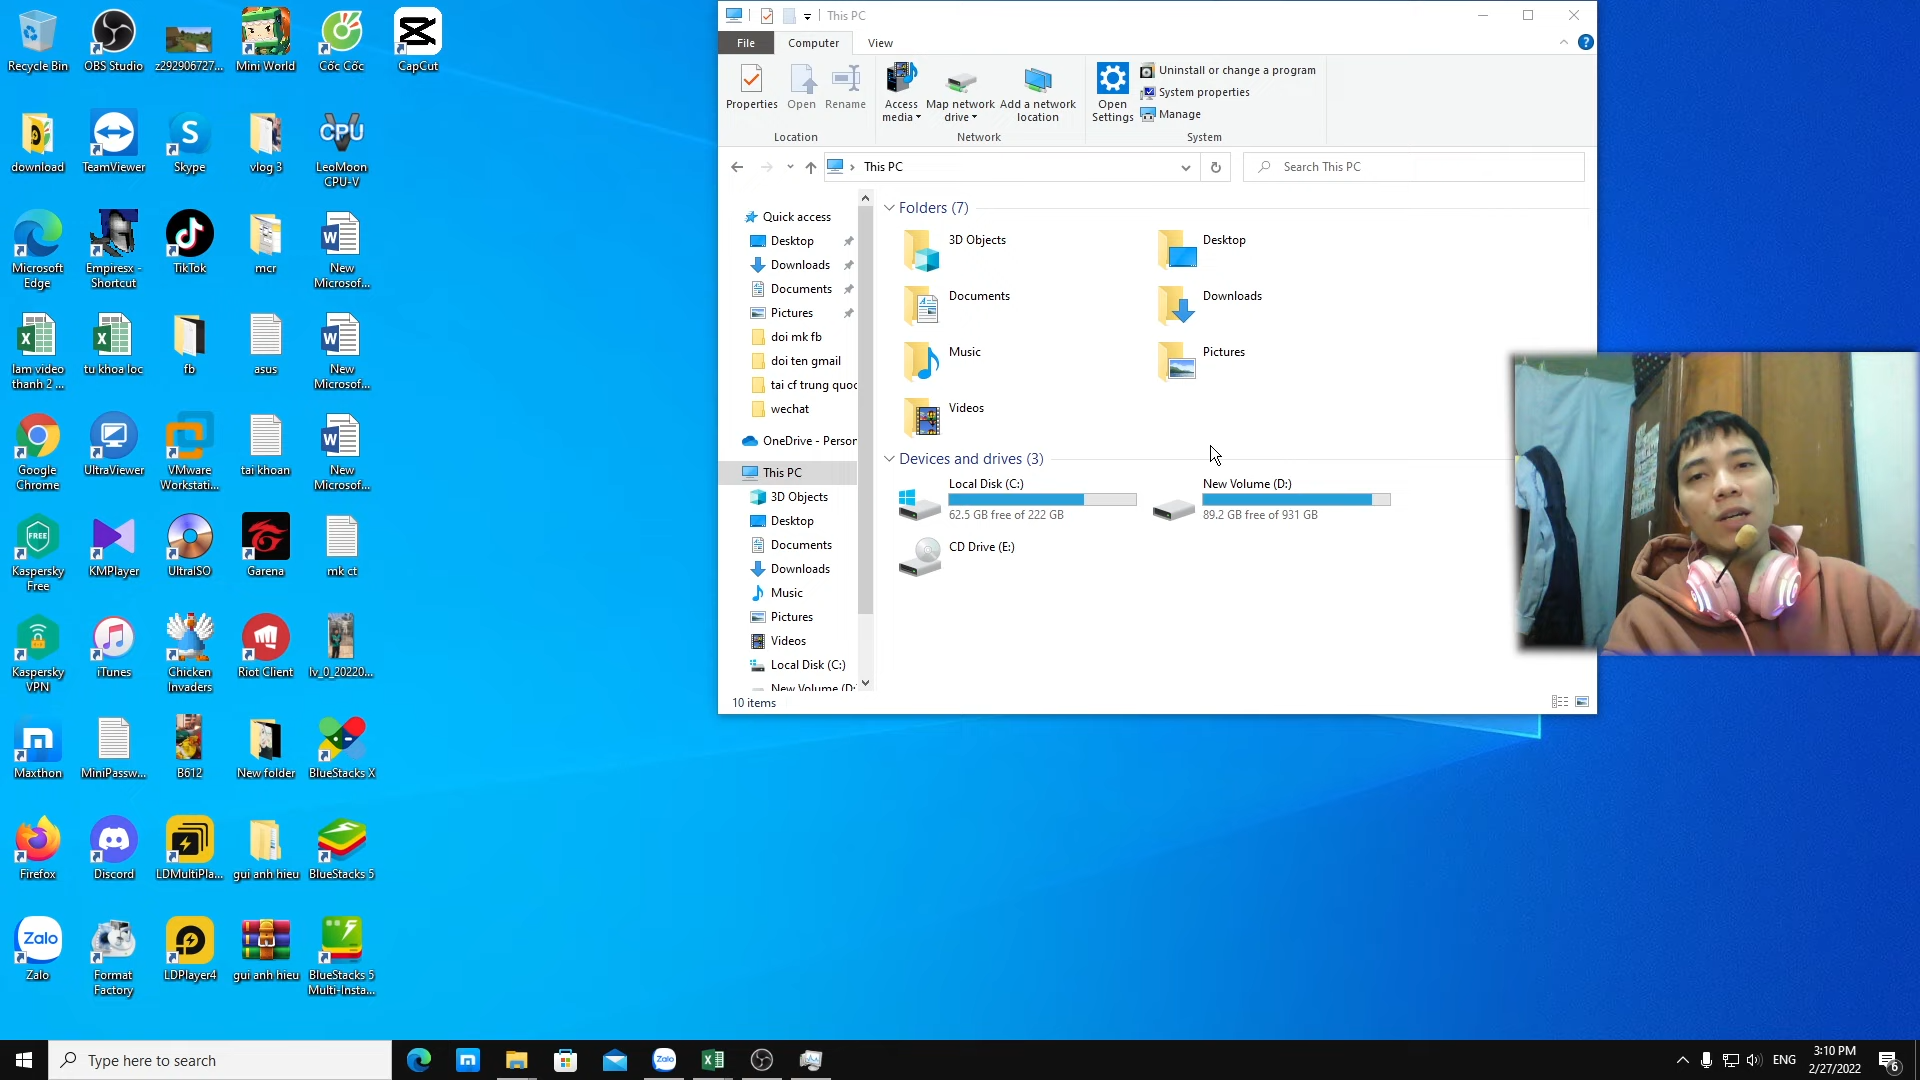 Recycle Bin
OBS Studio
z292906727...
Mini World
Cốc Cốc
CapCut
download
TeamViewer
Skype
vlog 3
LeoMoon
CPU-V
Microsoft
Edge
Empiresx -
Shortcut
TikTok
mcr
New
Microsof...
lam video
thanh 2 ...
tu khoa loc
fb
asus
New
Microsof...
Google
Chrome
UltraViewer
VMware
Workstati...
tai khoan
New
Microsof...
Kaspersky
Free
KMPlayer
UltraISO
Garena
mk ct
Kaspersky
VPN
iTunes
Chicken
Invaders
Riot Client
lv_0_20220...
Maxthon
MiniPassw...
B612
New folder
BlueStacks X
Firefox
Discord
LDMultiPla...
gui anh hieu
BlueStacks 5
Zalo
Format
Factory
LDPlayer4
gui anh hieu
BlueStacks 5
Multi-Insta...
CPU
FREE
Zalo
This PC
File
Computer
View
Properties
Open
Rename
Location
Access
media
Map network
drive
Add a network
location
Network
Open
Settings
Uninstall or change a program
System properties
Manage
System
This PC
Search This PC
Quick access
Desktop
Downloads
Documents
Pictures
doi mk fb
doi ten gmail
tai cf trung quoc
wechat
OneDrive - Person
This PC
3D Objects
Desktop
Documents
Downloads
Music
Pictures
Videos
Local Disk (C:)
New Volume (D:
Folders (7)
3D Objects
Desktop
Documents
Downloads
Music
Pictures
Videos
Devices and drives (3)
Local Disk (C:)
62.5 GB free of 222 GB
New Volume (D:)
89.2 GB free of 931 GB
CD Drive (E:)
10 items
Type here to search
Zalo
ENG
3:10 PM
2/27/2022
6